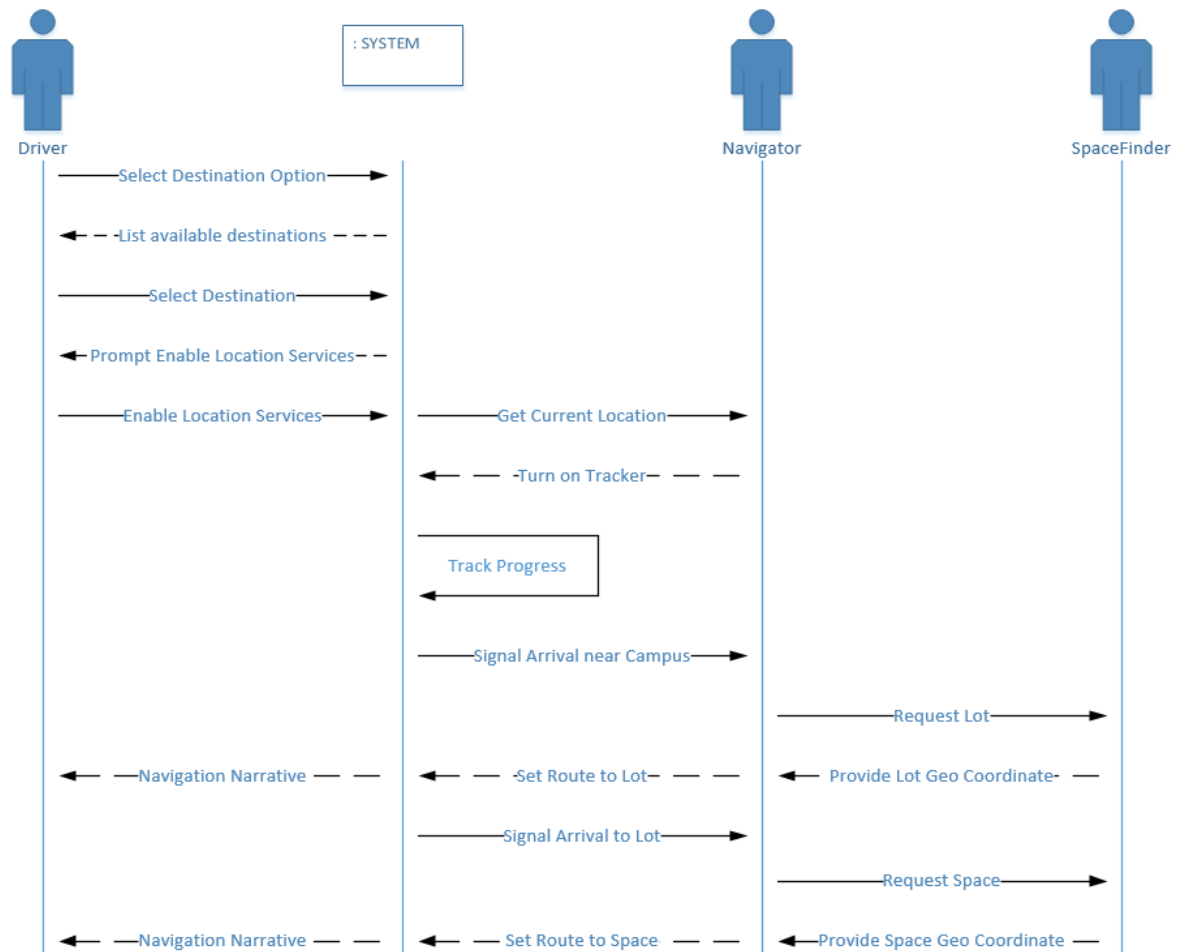 : SYSTEM
Driver
Navigator
SpaceFinder
Select Destination Option
List available destinations
Select Destination
Prompt Enable Location Services
Enable Location Services
Get Current Location
Turn on Tracker
Track Progress
Signal Arrival near Campus
Request Lot
Navigation Narrative
Set Route to Lot
Provide Lot Geo Coordinate
Signal Arrival to Lot
Request Space
Navigation Narrative
Set Route to Space
Provide Space Geo Coordinate